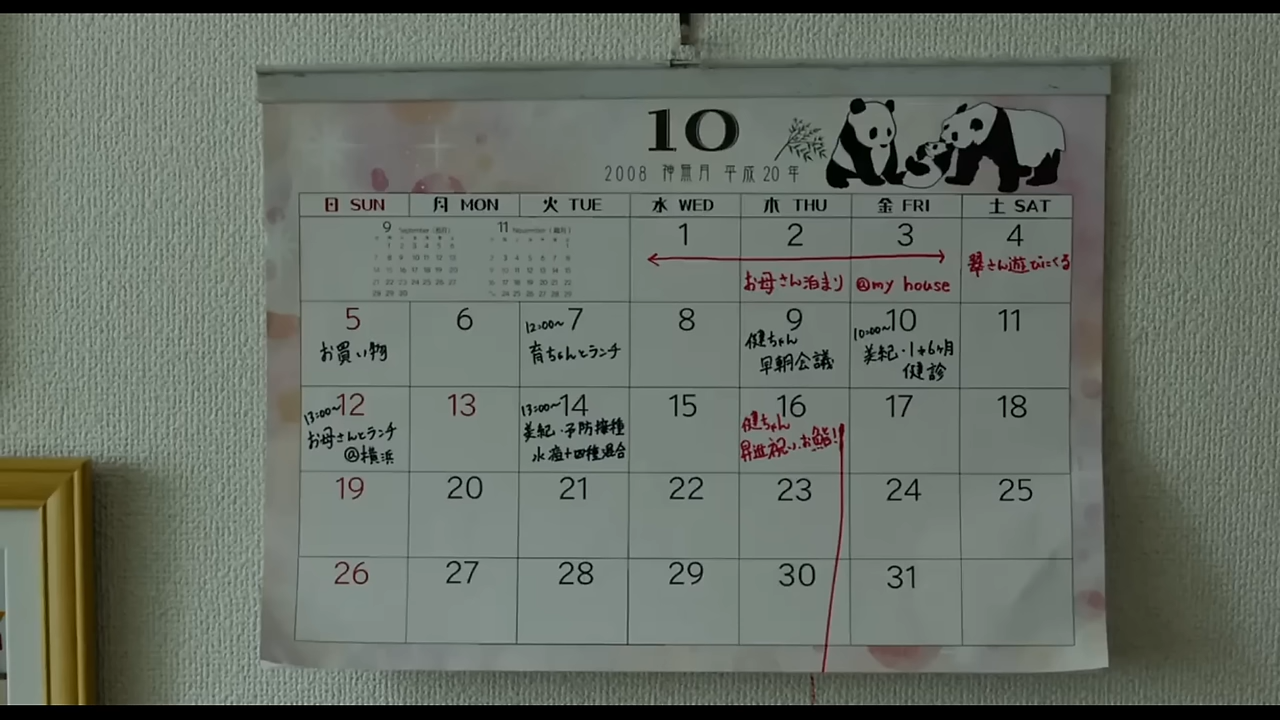 10
2008 神無月 平成20年
日 SUN 月 MON 火 TUE 水 WED 木 THU 金 FRI 土 SAT
9 September 11 November
1 2 3 4
お母さん泊まり @my house 翠さん遊びにくる
5 6 12:00~ 7 8 9 10:00~ 10 11
お買い物 育ちゃんとランチ 健ちゃん 早朝会議 美紀・1才6ヶ月 健診
13:00~ 12 13 13:00~ 14 15 16 17 18
お母さんとランチ 美紀・予防接種 健ちゃん
@横浜 水痘+四種混合 昇進祝い、お鮨!
19 20 21 22 23 24 25
26 27 28 29 30 31